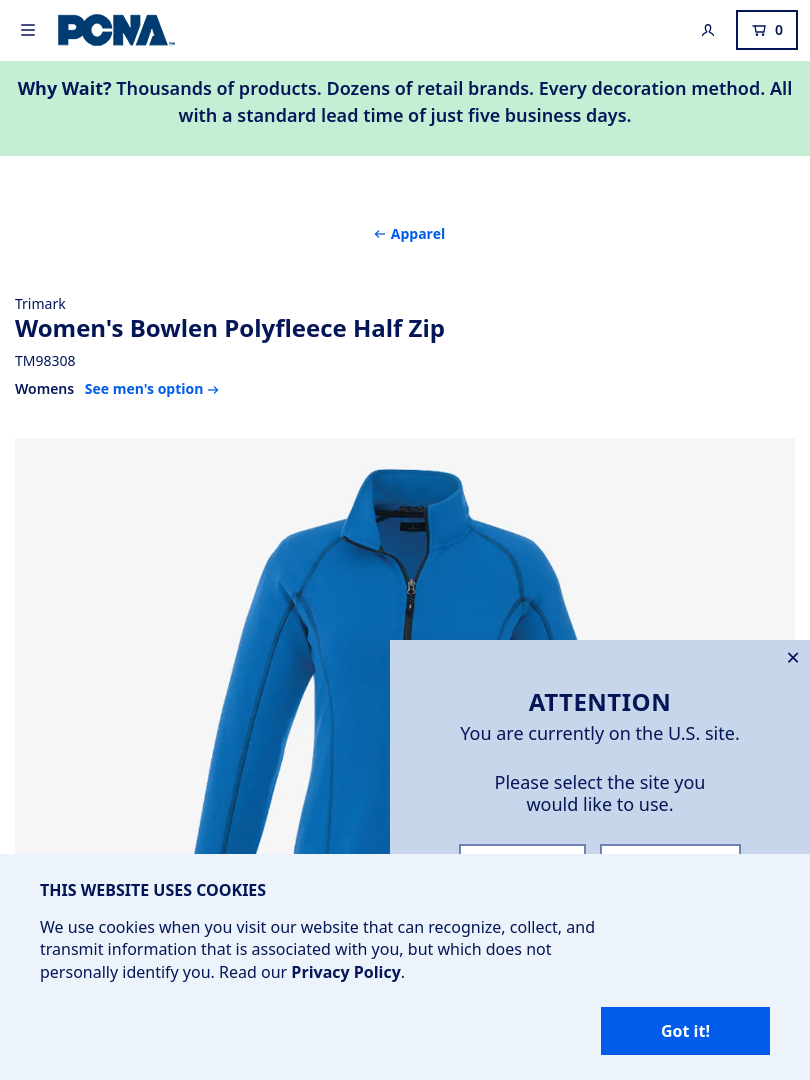 PCNA
0
Why Wait? Thousands of products. Dozens of retail brands. Every decoration method. All
with a standard lead time of just five business days.
Apparel
Trimark
Women's Bowlen Polyfleece Half Zip
TM98308
Womens See men's option
ATTENTION
You are currently on the U.S. site.
Please select the site you
would like to use.
THIS WEBSITE USES COOKIES
We use cookies when you visit our website that can recognize, collect, and
transmit information that is associated with you, but which does not
personally identify you. Read our Privacy Policy.
Got it!